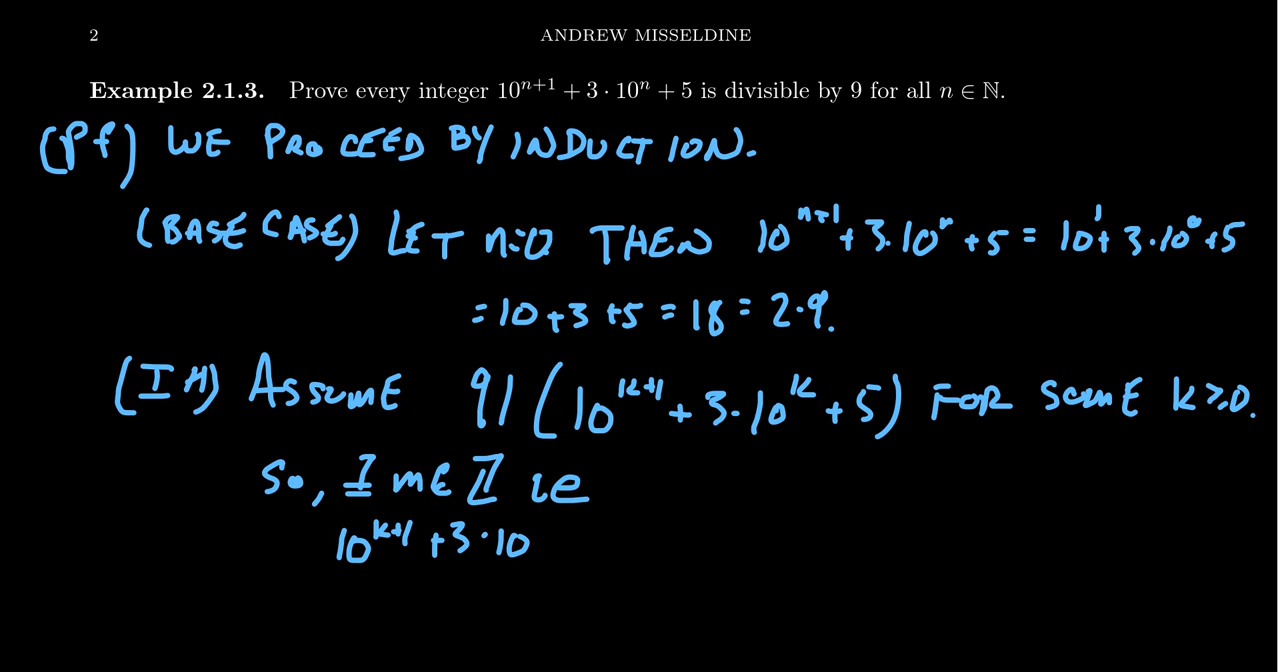 2 ANDREW MISSELDINE
Example 2.1.3. Prove every integer 10^{n+1} + 3 · 10^n + 5 is divisible by 9 for all n ∈ ℕ.
(Pf) WE PROCEED BY INDUCTION.
(BASE CASE) LET n=0 THEN 10^{n+1} + 3·10^n + 5 = 10^1 + 3·10^0 + 5
= 10 + 3 + 5 = 18 = 2·9.
(IH) ASSUME 9 | (10^{k+1} + 3·10^k + 5) FOR SOME k ≥ 0.
So, ∃ m ∈ ℤ ie
10^{k+1} + 3·10